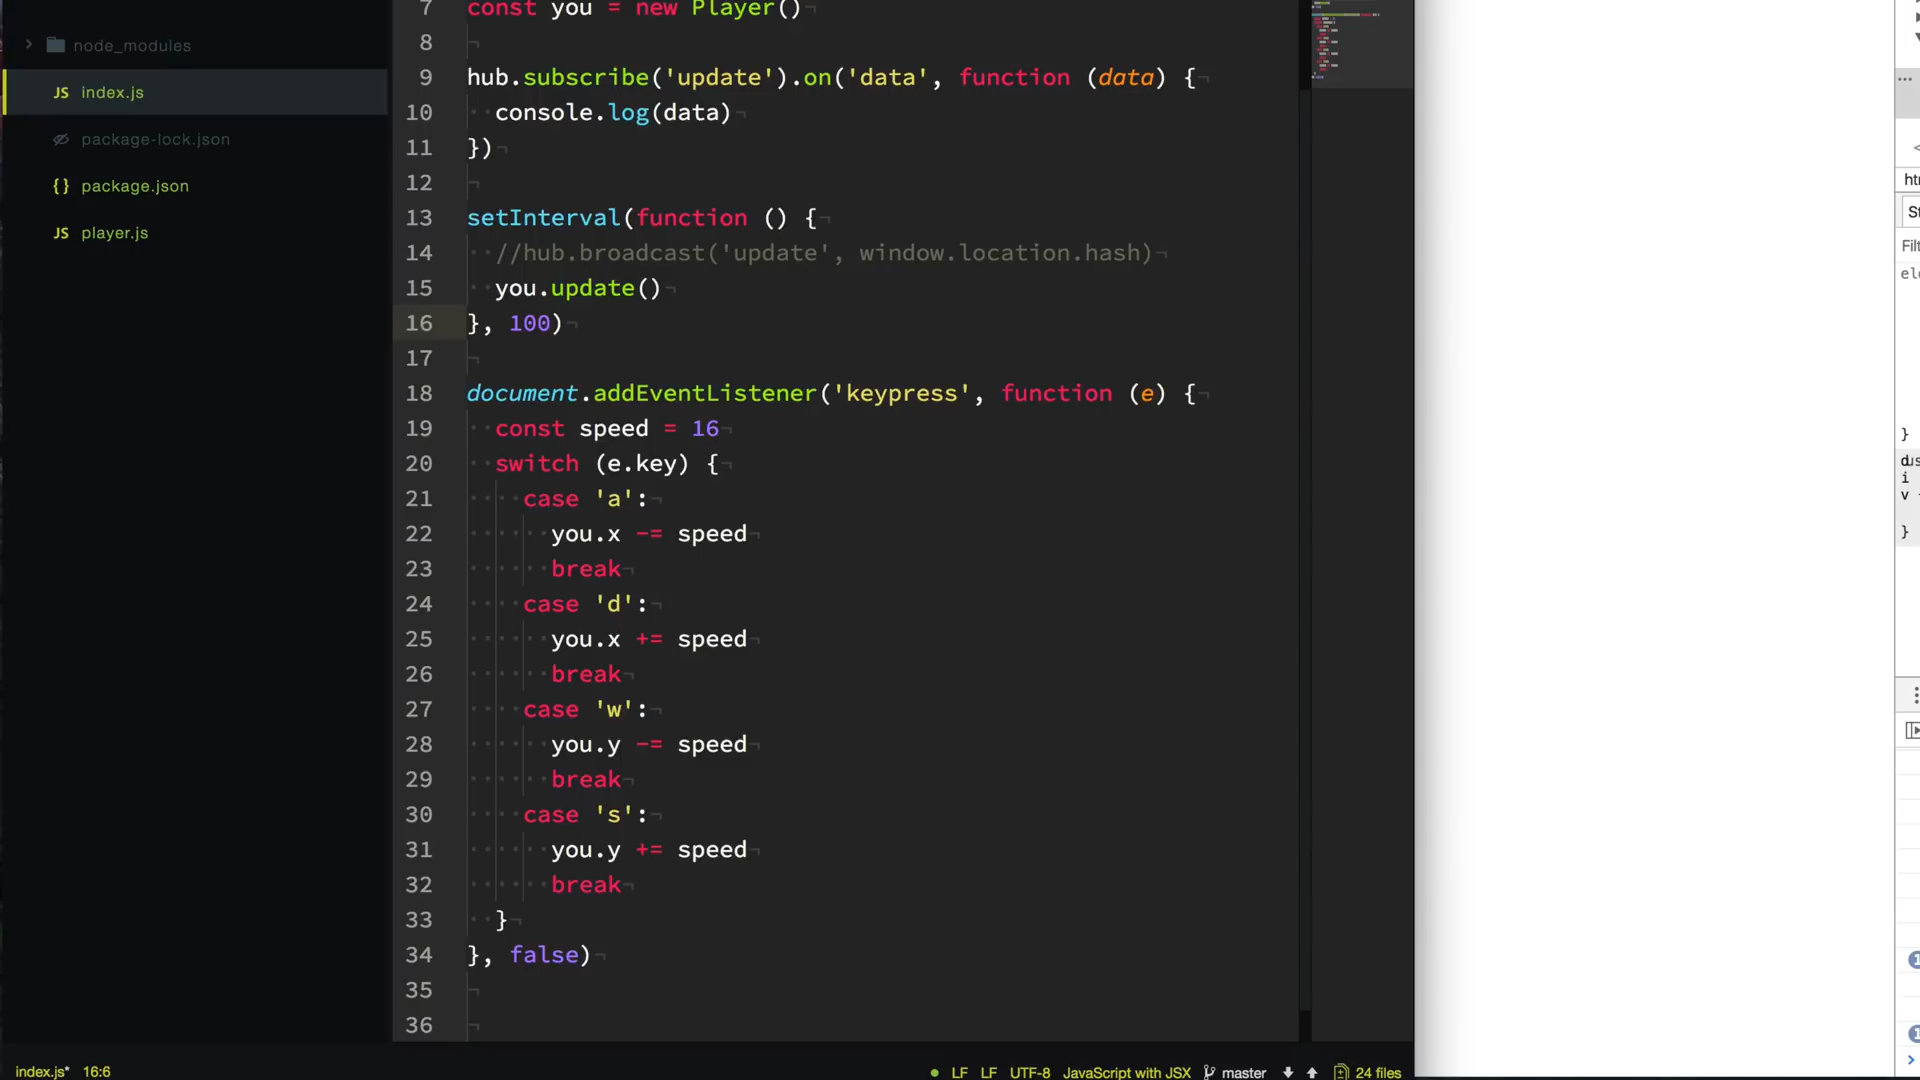 node_modules
JS index.js
package-lock.json
{} package.json
JS player.js
7 const you = new Player()
8
9 hub.subscribe('update').on('data', function (data) {
10 console.log(data)
11 })
12
13 setInterval(function () {
14 //hub.broadcast('update', window.location.hash)
15 you.update()
16 }, 100)
17
18 document.addEventListener('keypress', function (e) {
19 const speed = 16
20 switch (e.key) {
21 case 'a':
22 you.x -= speed
23 break
24 case 'd':
25 you.x += speed
26 break
27 case 'w':
28 you.y -= speed
29 break
30 case 's':
31 you.y += speed
32 break
33 }
34 }, false)
35
36
index.js* 16:6
LF LF UTF-8 JavaScript with JSX master 24 files
}
i
v
}